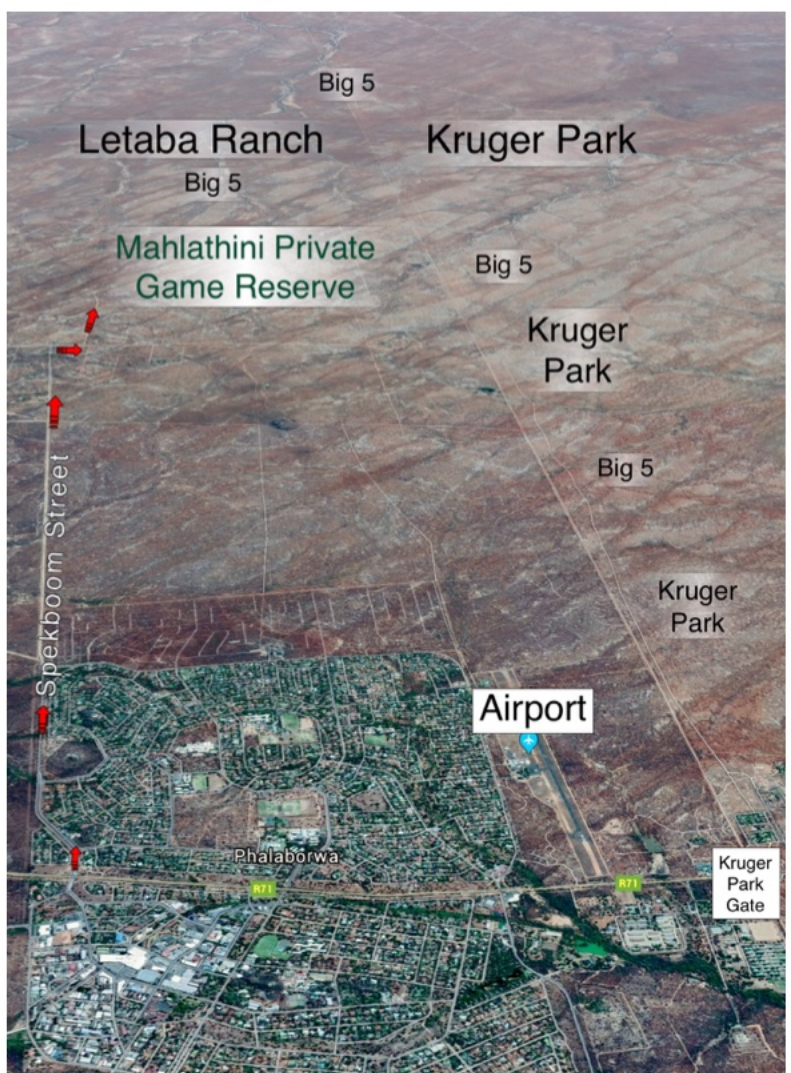 Big 5
Letaba Ranch
Kruger Park
Big 5
Mahlathini Private
Game Reserve
Big 5
Kruger
Park
Big 5
Spekboom Street
Kruger
Park
Airport
Phalaborwa
R71
R71
Kruger
Park
Gate